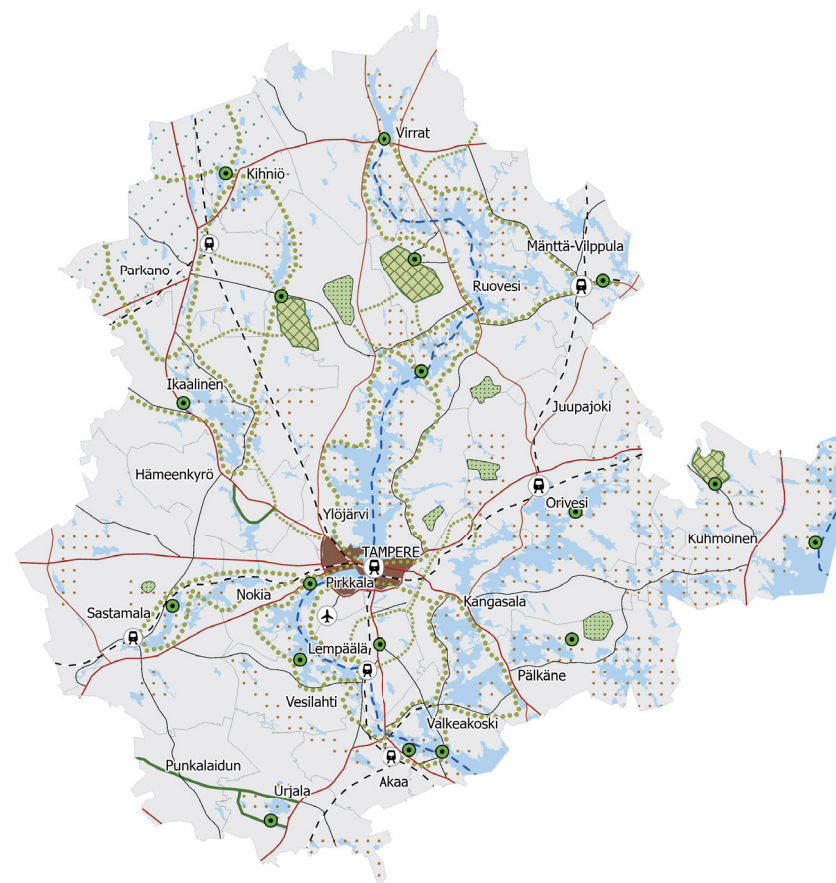 Virrat
Kihniö
Mänttä-Vilppula
Parkano
Ruovesi
Ikaalinen
Juupajoki
Hämeenkyrö
Orivesi
Ylöjärvi
Kuhmoinen
TAMPERE
Pirkkala
Nokia
Kangasala
Sastamala
Lempäälä
Pälkäne
Vesilahti
Valkeakoski
Punkalaidun
Akaa
Urjala